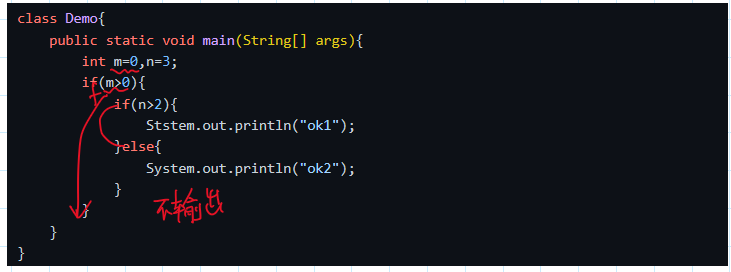 class Demo{
    public static void main(String[] args){
        int m=0,n=3;
        if(m>0){
            if(n>2){
                Ststem.out.println("ok1");
            }else{
                System.out.println("ok2");
            }
        }
不输出
    }
}